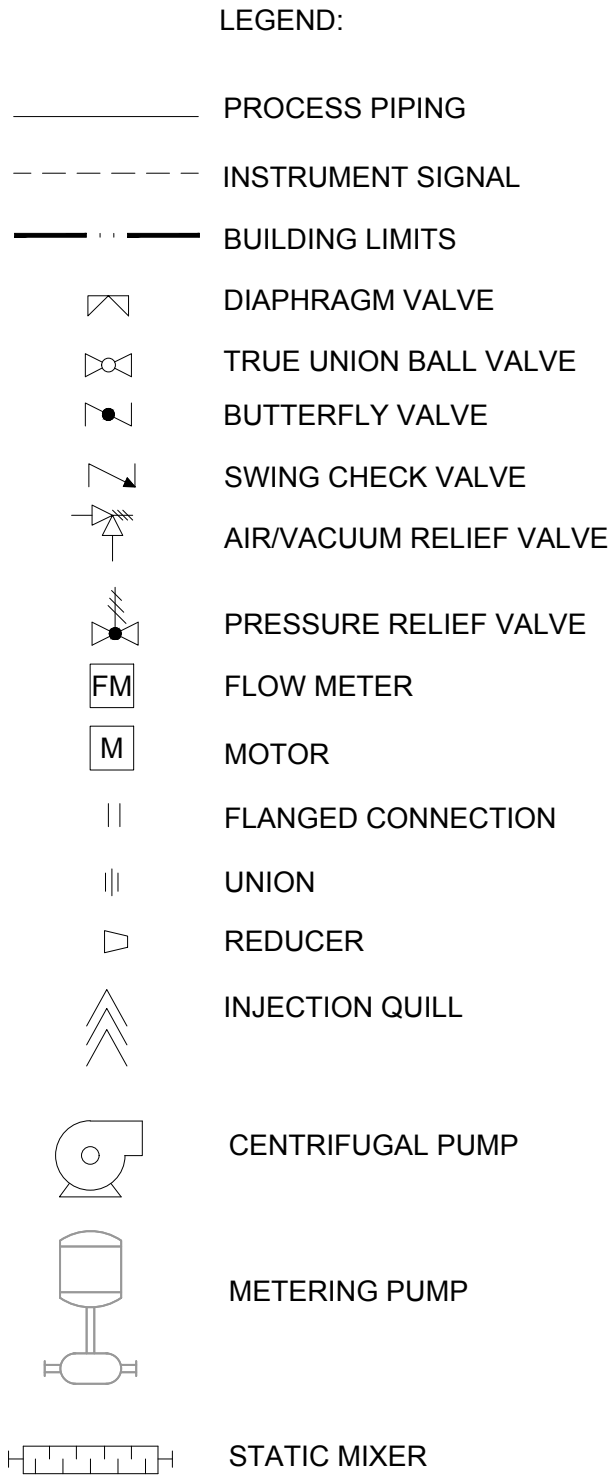 LEGEND:
PROCESS PIPING
INSTRUMENT SIGNAL
BUILDING LIMITS
DIAPHRAGM VALVE
TRUE UNION BALL VALVE
BUTTERFLY VALVE
SWING CHECK VALVE
AIR/VACUUM RELIEF VALVE
PRESSURE RELIEF VALVE
FM FLOW METER
M MOTOR
FLANGED CONNECTION
UNION
REDUCER
INJECTION QUILL
CENTRIFUGAL PUMP
METERING PUMP
STATIC MIXER